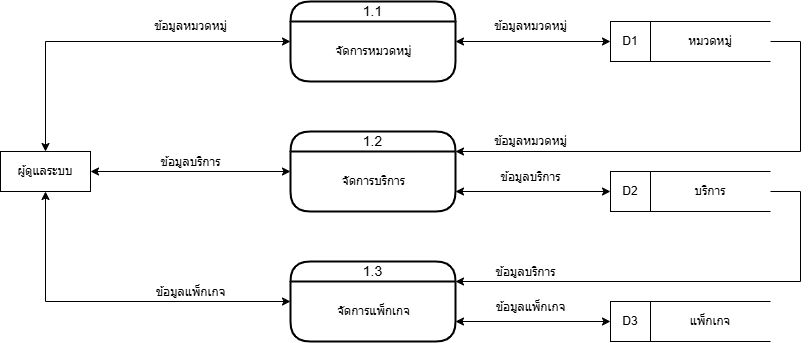 1.1
ข้อมูลหมวดหมู่
จัดการหมวดหมู่
ข้อมูลหมวดหมู่
D1
หมวดหมู่
ผู้ดูแลระบบ
ข้อมูลบริการ
1.2
จัดการบริการ
ข้อมูลหมวดหมู่
ข้อมูลบริการ
D2
บริการ
ข้อมูลแพ็กเกจ
1.3
จัดการแพ็กเกจ
ข้อมูลบริการ
ข้อมูลแพ็กเกจ
D3
แพ็กเกจ